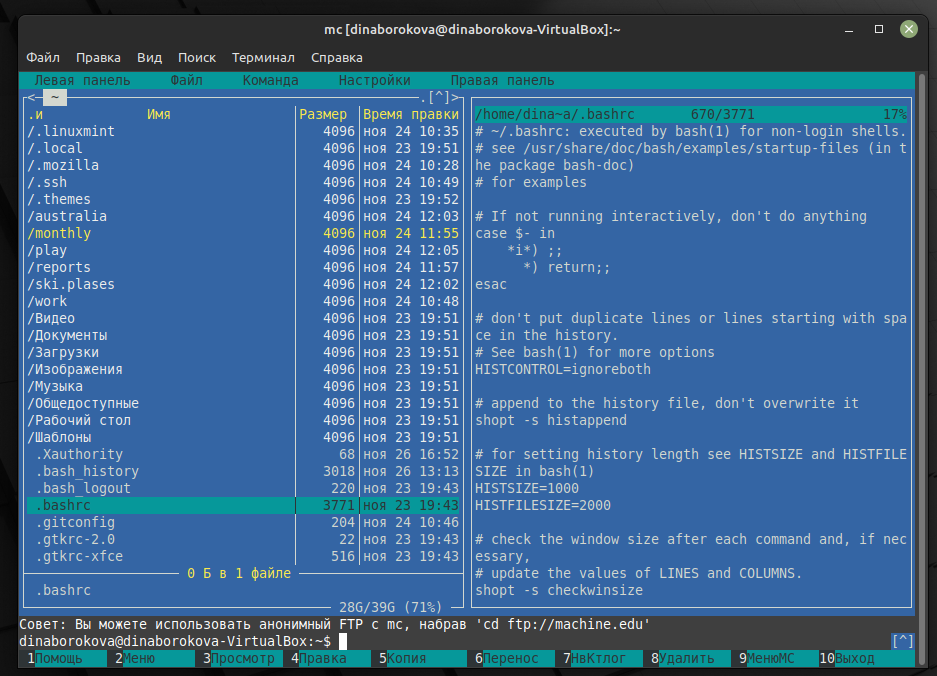 mc [dinaborokova@dinaborokova-VirtualBox]:~
Файл Правка Вид Поиск Терминал Справка
Левая панель Файл Команда Настройки Правая панель
<─ ~ .[^]>
.и Имя Размер Время правки
/.linuxmint 4096 ноя 24 10:35
/.local 4096 ноя 23 19:51
/.mozilla 4096 ноя 24 10:28
/.ssh 4096 ноя 24 10:49
/.themes 4096 ноя 23 19:52
/australia 4096 ноя 24 12:03
/monthly 4096 ноя 24 11:55
/play 4096 ноя 24 12:05
/reports 4096 ноя 24 11:57
/ski.plases 4096 ноя 24 12:02
/work 4096 ноя 24 10:48
/Видео 4096 ноя 23 19:51
/Документы 4096 ноя 23 19:51
/Загрузки 4096 ноя 23 19:51
/Изображения 4096 ноя 23 19:51
/Музыка 4096 ноя 23 19:51
/Общедоступные 4096 ноя 23 19:51
/Рабочий стол 4096 ноя 23 19:51
/Шаблоны 4096 ноя 23 19:51
.Xauthority 68 ноя 26 16:52
.bash_history 3018 ноя 26 13:13
.bash_logout 220 ноя 23 19:43
.bashrc 3771 ноя 23 19:43
.gitconfig 204 ноя 24 10:46
.gtkrc-2.0 22 ноя 23 19:43
.gtkrc-xfce 516 ноя 23 19:43
0 Б в 1 файле
.bashrc
28G/39G (71%)
/home/dina~a/.bashrc 670/3771 17%
# ~/.bashrc: executed by bash(1) for non-login shells.
# see /usr/share/doc/bash/examples/startup-files (in t
he package bash-doc)
# for examples
# If not running interactively, don't do anything
case $- in
*i*) ;;
*) return;;
esac
# don't put duplicate lines or lines starting with spa
ce in the history.
# See bash(1) for more options
HISTCONTROL=ignoreboth
# append to the history file, don't overwrite it
shopt -s histappend
# for setting history length see HISTSIZE and HISTFILE
SIZE in bash(1)
HISTSIZE=1000
HISTFILESIZE=2000
# check the window size after each command and, if nec
essary,
# update the values of LINES and COLUMNS.
shopt -s checkwinsize
Совет: Вы можете использовать анонимный FTP с mc, набрав 'cd ftp://machine.edu'
dinaborokova@dinaborokova-VirtualBox:~$ [^]
1Помощь 2Меню 3Просмотр 4Правка 5Копия 6Перенос 7НвКтлог 8Удалить 9МенюMC 10Выход